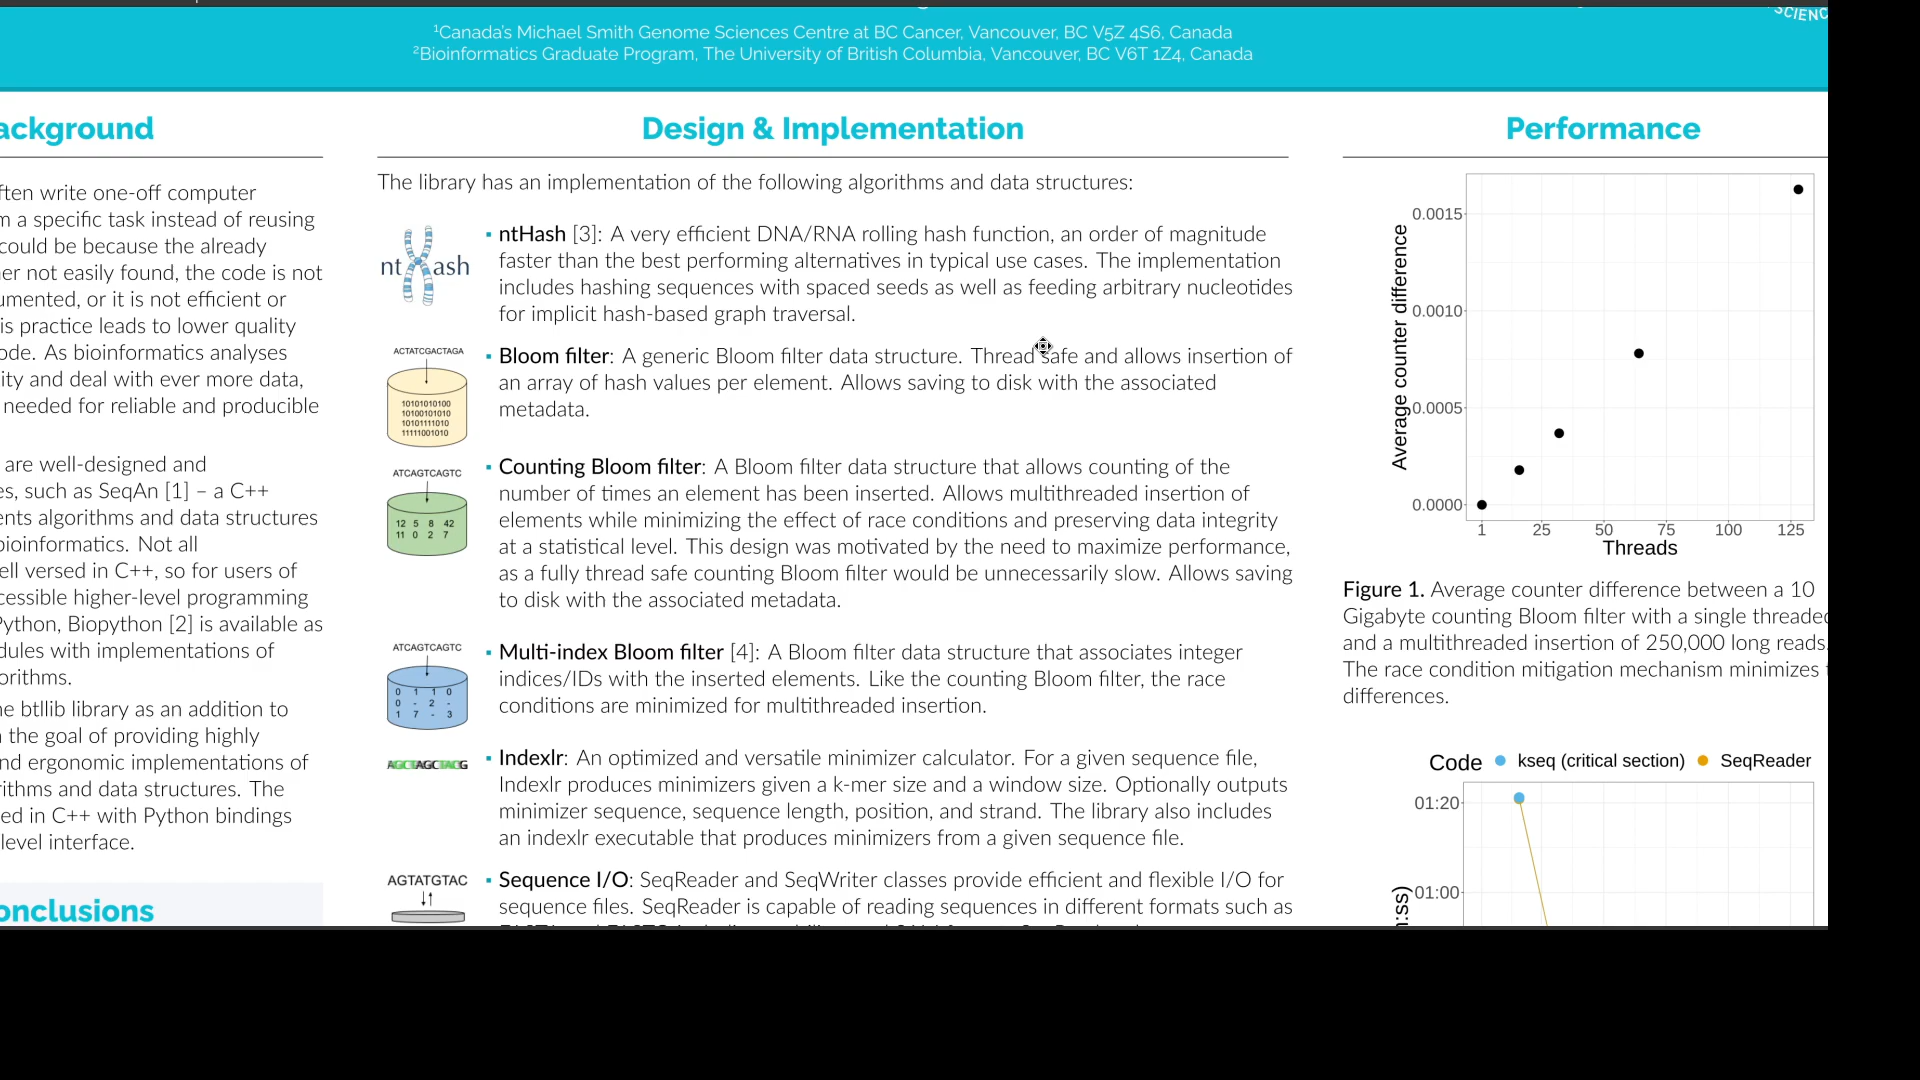 SCIENC
¹Canada's Michael Smith Genome Sciences Centre at BC Cancer, Vancouver, BC V5Z 4S6, Canada
²Bioinformatics Graduate Program, The University of British Columbia, Vancouver, BC V6T 1Z4, Canada
ackground
ften write one-off computer
m a specific task instead of reusing
could be because the already
er not easily found, the code is not
umented, or it is not efficient or
is practice leads to lower quality
ode. As bioinformatics analyses
ity and deal with ever more data,
needed for reliable and producible
are well-designed and
es, such as SeqAn [1] – a C++
ents algorithms and data structures
bioinformatics. Not all
ell versed in C++, so for users of
cessible higher-level programming
Python, Biopython [2] is available as
dules with implementations of
orithms.
he btllib library as an addition to
n the goal of providing highly
nd ergonomic implementations of
rithms and data structures. The
ed in C++ with Python bindings
level interface.
onclusions
Design & Implementation
The library has an implementation of the following algorithms and data structures:
ntHash
▪ ntHash [3]: A very efficient DNA/RNA rolling hash function, an order of magnitude
faster than the best performing alternatives in typical use cases. The implementation
includes hashing sequences with spaced seeds as well as feeding arbitrary nucleotides
for implicit hash-based graph traversal.
ACTATCGACTAGA
10101010100
10100101010
10101111010
11111001010
▪ Bloom filter: A generic Bloom filter data structure. Thread safe and allows insertion of
an array of hash values per element. Allows saving to disk with the associated
metadata.
ATCAGTCAGTC
12 5 8 42
11 0 2 7
▪ Counting Bloom filter: A Bloom filter data structure that allows counting of the
number of times an element has been inserted. Allows multithreaded insertion of
elements while minimizing the effect of race conditions and preserving data integrity
at a statistical level. This design was motivated by the need to maximize performance,
as a fully thread safe counting Bloom filter would be unnecessarily slow. Allows saving
to disk with the associated metadata.
ATCAGTCAGTC
0 1 1 0
0 - 2 -
1 7 - 3
▪ Multi-index Bloom filter [4]: A Bloom filter data structure that associates integer
indices/IDs with the inserted elements. Like the counting Bloom filter, the race
conditions are minimized for multithreaded insertion.
AGCTAGCTACG
▪ Indexlr: An optimized and versatile minimizer calculator. For a given sequence file,
Indexlr produces minimizers given a k-mer size and a window size. Optionally outputs
minimizer sequence, sequence length, position, and strand. The library also includes
an indexlr executable that produces minimizers from a given sequence file.
AGTATGTAC
▪ Sequence I/O: SeqReader and SeqWriter classes provide efficient and flexible I/O for
sequence files. SeqReader is capable of reading sequences in different formats such as
Performance
Average counter difference
0.0015
0.0010
0.0005
0.0000
1 25 50 75 100 125
Threads
Figure 1. Average counter difference between a 10
Gigabyte counting Bloom filter with a single threaded
and a multithreaded insertion of 250,000 long reads.
The race condition mitigation mechanism minimizes
differences.
Code kseq (critical section) SeqReader
01:20
01:00
n:ss)